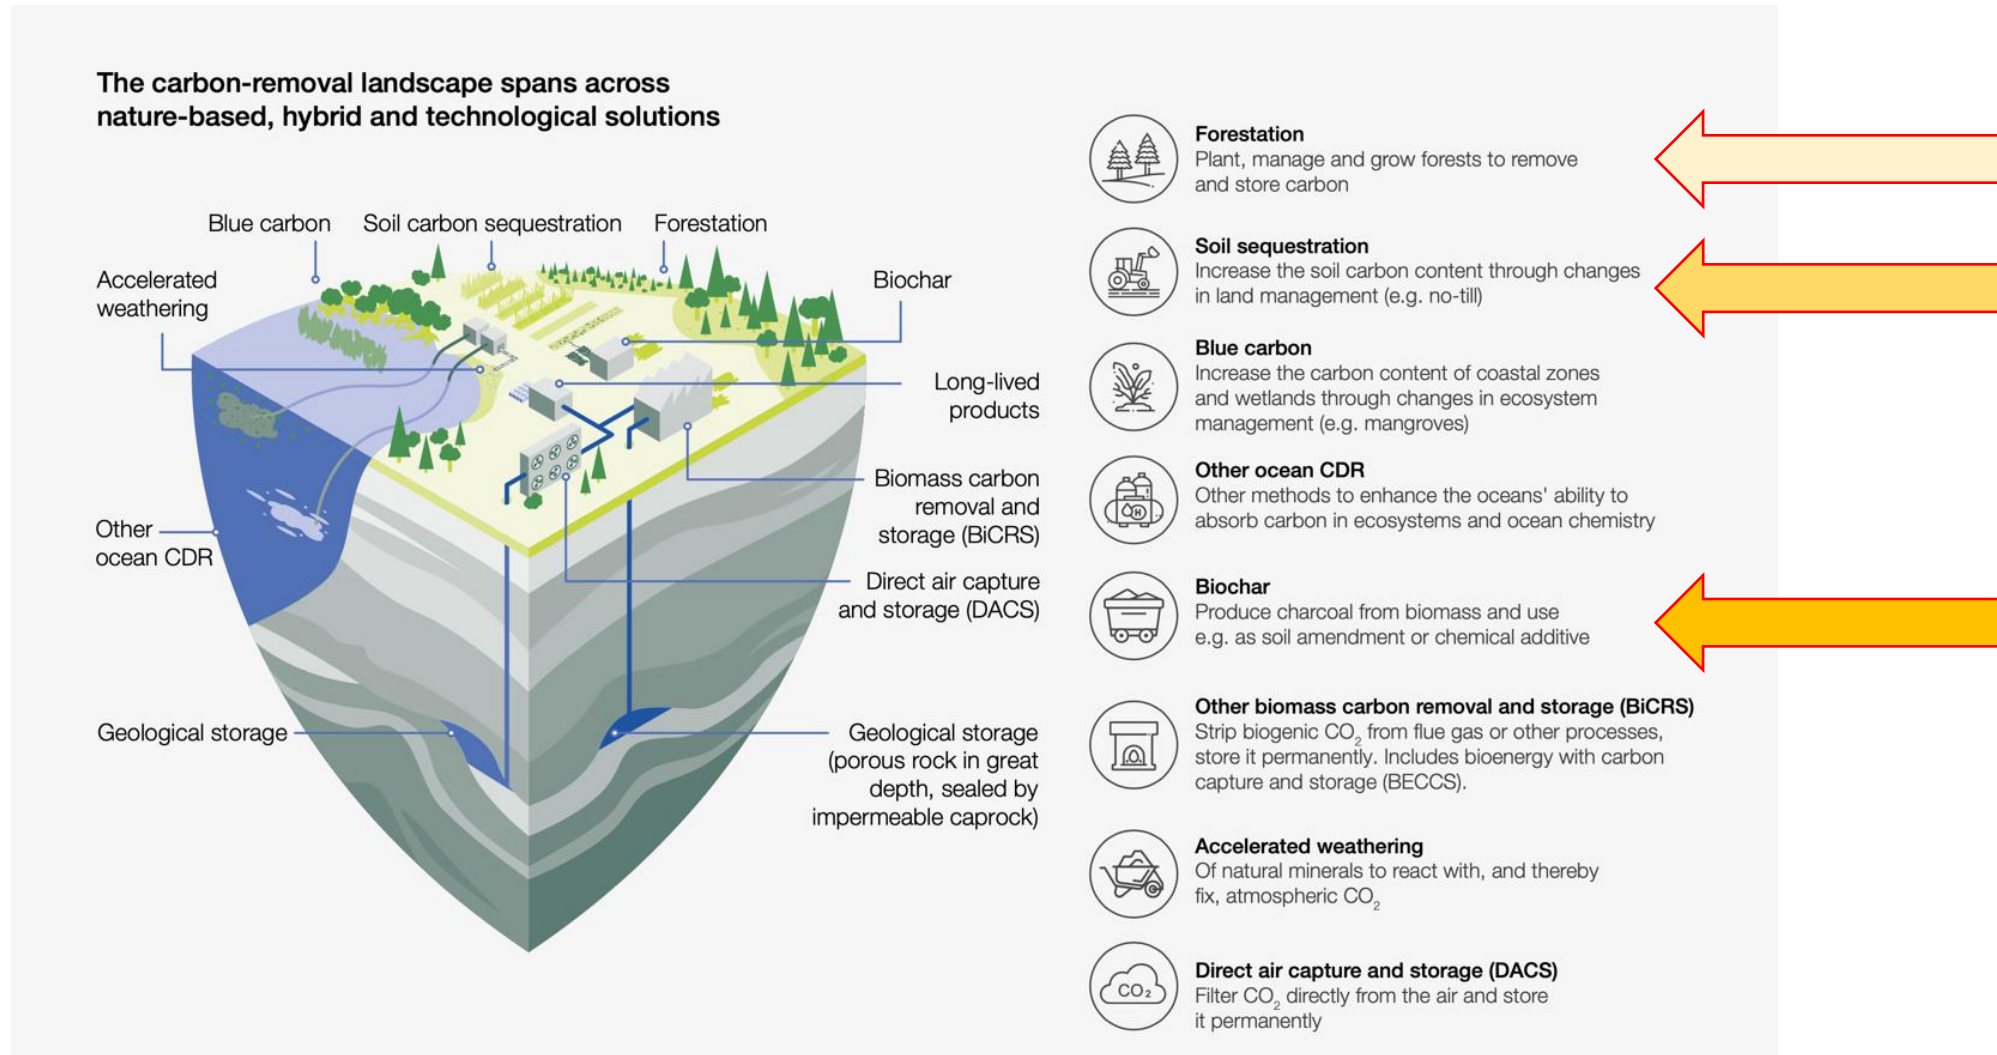 The carbon-removal landscape spans across
nature-based, hybrid and technological solutions
Blue carbon
Soil carbon sequestration
Forestation
Accelerated
weathering
Biochar
Long-lived
products
Biomass carbon
removal and
storage (BiCRS)
Other
ocean CDR
Direct air capture
and storage (DACS)
Geological storage
Geological storage
(porous rock in great
depth, sealed by
impermeable caprock)
Forestation
Plant, manage and grow forests to remove
and store carbon
Soil sequestration
Increase the soil carbon content through changes
in land management (e.g. no-till)
Blue carbon
Increase the carbon content of coastal zones
and wetlands through changes in ecosystem
management (e.g. mangroves)
H
Other ocean CDR
Other methods to enhance the oceans' ability to
absorb carbon in ecosystems and ocean chemistry
Biochar
Produce charcoal from biomass and use
e.g. as soil amendment or chemical additive
Other biomass carbon removal and storage (BiCRS)
Strip biogenic CO₂ from flue gas or other processes,
store it permanently. Includes bioenergy with carbon
capture and storage (BECCS).
Accelerated weathering
Of natural minerals to react with, and thereby
fix, atmospheric CO₂
CO₂
Direct air capture and storage (DACS)
Filter CO₂ directly from the air and store
it permanently